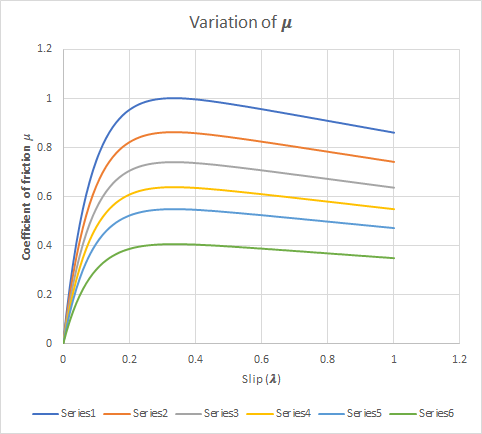 Variation of μ
1.2
1
0.8
0.6
0.4
0.2
0
Coefficient of friction μ
0 0.2 0.4 0.6 0.8 1 1.2
Slip (λ)
Series1 Series2 Series3 Series4 Series5 Series6